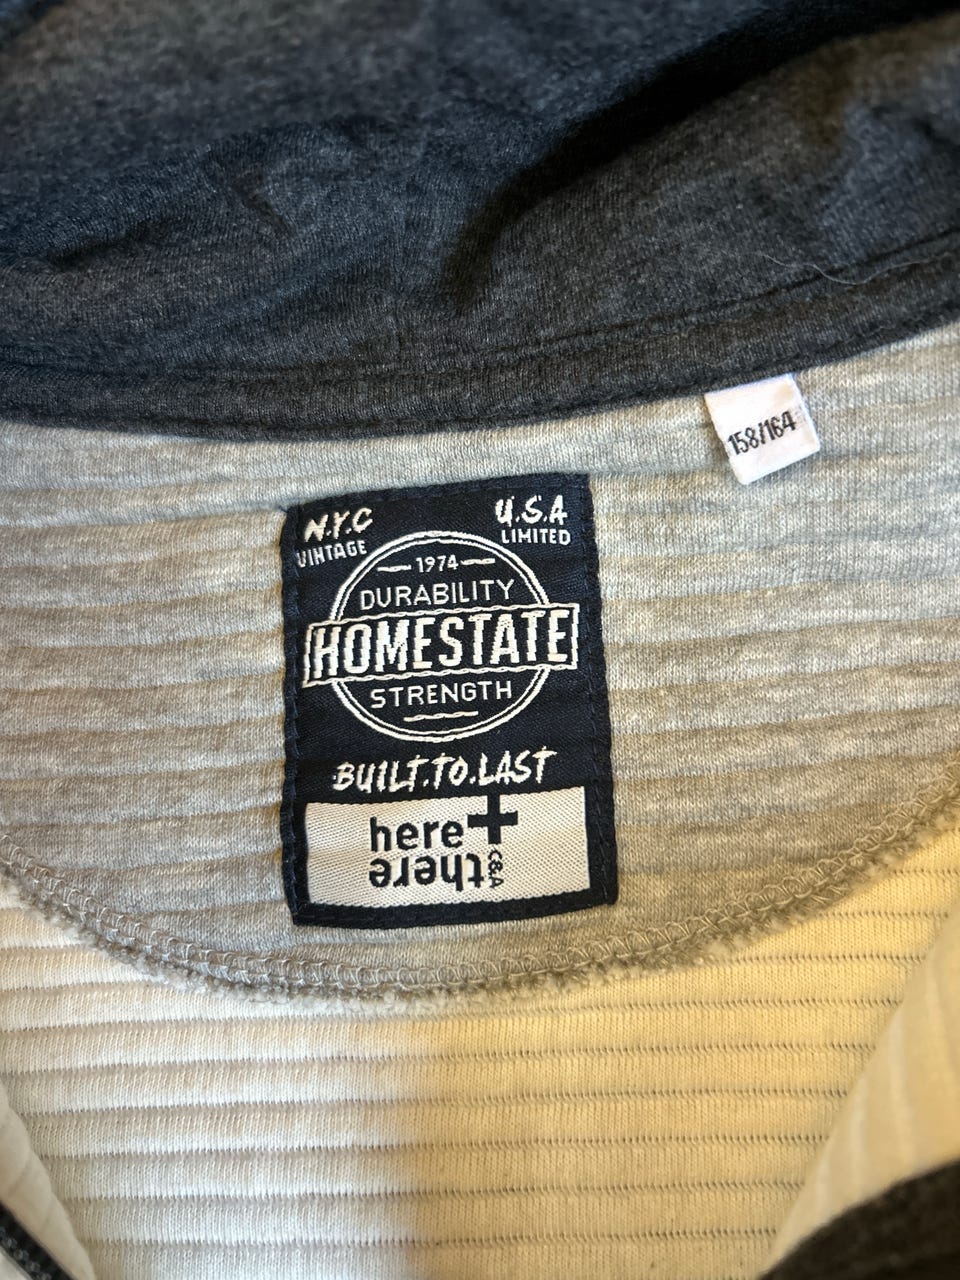 158/164
N.Y.C
VINTAGE
U.S.A
LIMITED
1974
DURABILITY
HOMESTATE
STRENGTH
BUILT.TO.LAST
here+
there
C&A